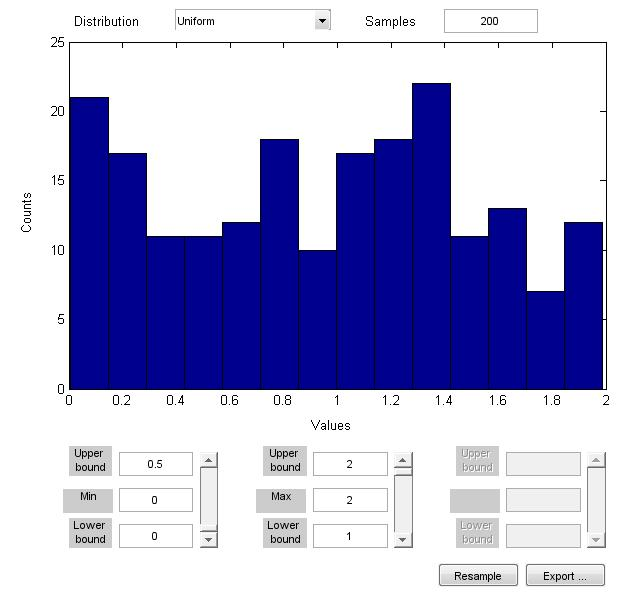 Distribution Uniform Samples 200
25
20
15
10
5
0
Counts
0 0.2 0.4 0.6 0.8 1 1.2 1.4 1.6 1.8 2
Values
Upper bound 0.5 Upper bound 2 Upper bound
Min 0 Max 2
Lower bound 0 Lower bound 1 Lower bound
Resample Export ...